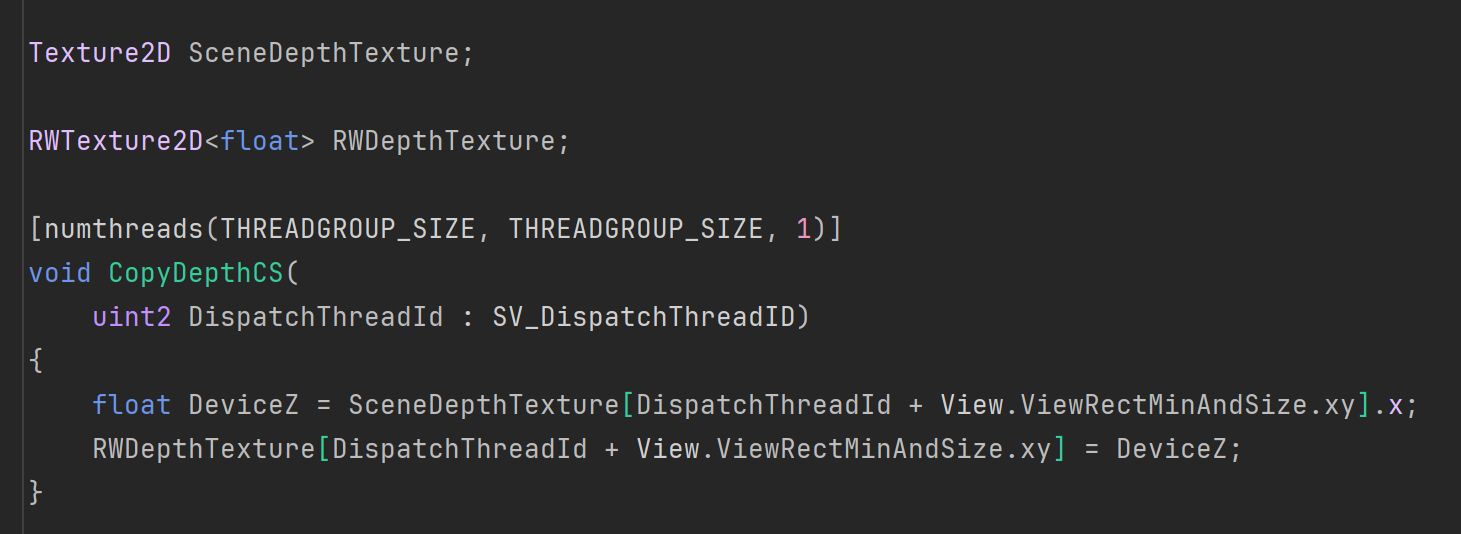 Texture2D SceneDepthTexture;
RWTexture2D<float> RWDepthTexture;
[numthreads(THREADGROUP_SIZE, THREADGROUP_SIZE, 1)]
void CopyDepthCS(
    uint2 DispatchThreadId : SV_DispatchThreadID)
{
    float DeviceZ = SceneDepthTexture[DispatchThreadId + View.ViewRectMinAndSize.xy].x;
    RWDepthTexture[DispatchThreadId + View.ViewRectMinAndSize.xy] = DeviceZ;
}